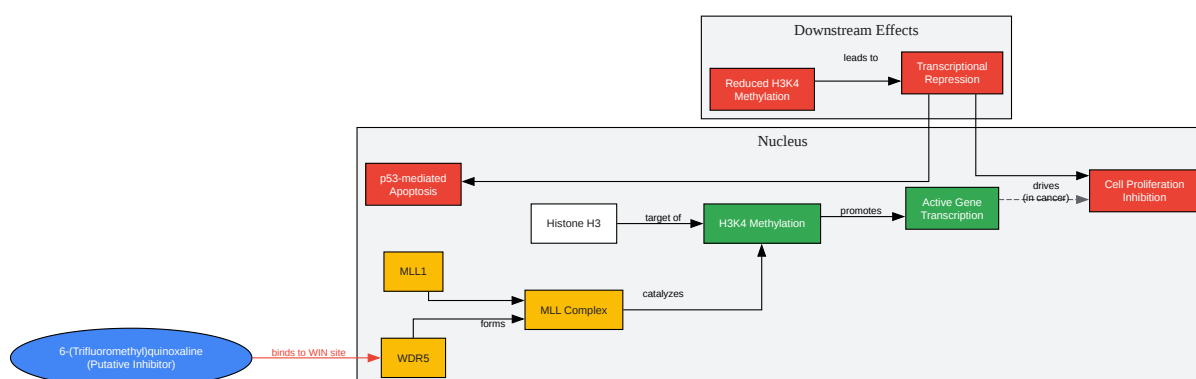 Downstream Effects
leads to
Reduced H3K4
Methylation
Transcriptional
Repression
Nucleus
p53-mediated
Apoptosis
drives
(in cancer)
Cell Proliferation
Inhibition
Histone H3
target of
H3K4 Methylation
promotes
Active Gene
Transcription
MLL1
MLL Complex
catalyzes
forms
WDR5
6-(Trifluoromethyl)quinoxaline
(Putative Inhibitor)
binds to WIN site